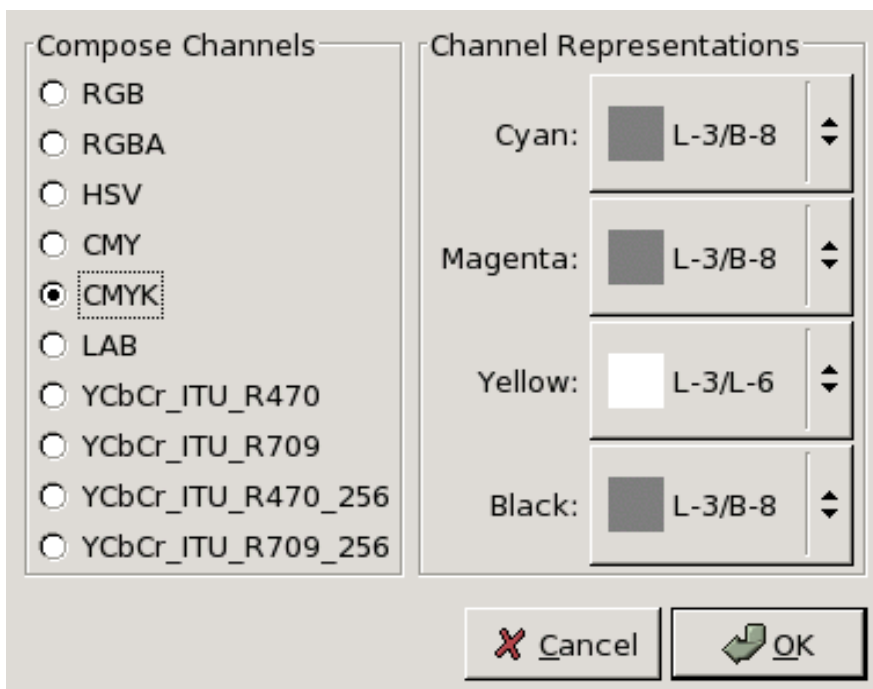 Compose Channels
RGB
RGBA
HSV
CMY
CMYK
LAB
YCbCr_ITU_R470
YCbCr_ITU_R709
YCbCr_ITU_R470_256
YCbCr_ITU_R709_256
Channel Representations
Cyan: L-3/B-8
Magenta: L-3/B-8
Yellow: L-3/L-6
Black: L-3/B-8
Cancel
OK